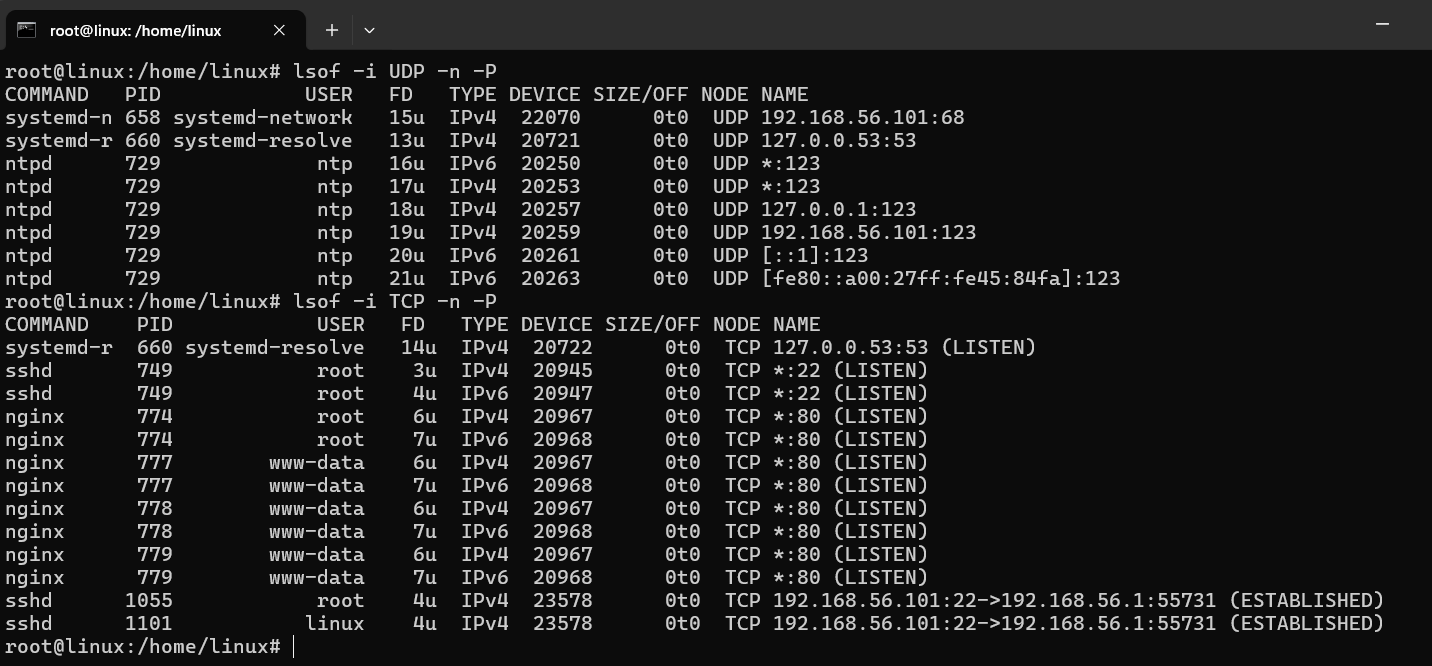 root@linux: /home/linux
root@linux:/home/linux# lsof -i UDP -n -P
COMMAND   PID            USER   FD   TYPE DEVICE SIZE/OFF NODE NAME
systemd-n 658 systemd-network   15u  IPv4  22070      0t0  UDP 192.168.56.101:68
systemd-r 660 systemd-resolve   13u  IPv4  20721      0t0  UDP 127.0.0.53:53
ntpd      729             ntp   16u  IPv6  20250      0t0  UDP *:123
ntpd      729             ntp   17u  IPv4  20253      0t0  UDP *:123
ntpd      729             ntp   18u  IPv4  20257      0t0  UDP 127.0.0.1:123
ntpd      729             ntp   19u  IPv4  20259      0t0  UDP 192.168.56.101:123
ntpd      729             ntp   20u  IPv6  20261      0t0  UDP [::1]:123
ntpd      729             ntp   21u  IPv6  20263      0t0  UDP [fe80::a00:27ff:fe45:84fa]:123
root@linux:/home/linux# lsof -i TCP -n -P
COMMAND    PID            USER   FD   TYPE DEVICE SIZE/OFF NODE NAME
systemd-r  660 systemd-resolve   14u  IPv4  20722      0t0  TCP 127.0.0.53:53 (LISTEN)
sshd       749            root    3u  IPv4  20945      0t0  TCP *:22 (LISTEN)
sshd       749            root    4u  IPv6  20947      0t0  TCP *:22 (LISTEN)
nginx      774            root    6u  IPv4  20967      0t0  TCP *:80 (LISTEN)
nginx      774            root    7u  IPv6  20968      0t0  TCP *:80 (LISTEN)
nginx      777        www-data    6u  IPv4  20967      0t0  TCP *:80 (LISTEN)
nginx      777        www-data    7u  IPv6  20968      0t0  TCP *:80 (LISTEN)
nginx      778        www-data    6u  IPv4  20967      0t0  TCP *:80 (LISTEN)
nginx      778        www-data    7u  IPv6  20968      0t0  TCP *:80 (LISTEN)
nginx      779        www-data    6u  IPv4  20967      0t0  TCP *:80 (LISTEN)
nginx      779        www-data    7u  IPv6  20968      0t0  TCP *:80 (LISTEN)
sshd      1055            root    4u  IPv4  23578      0t0  TCP 192.168.56.101:22->192.168.56.1:55731 (ESTABLISHED)
sshd      1101           linux    4u  IPv4  23578      0t0  TCP 192.168.56.101:22->192.168.56.1:55731 (ESTABLISHED)
root@linux:/home/linux#